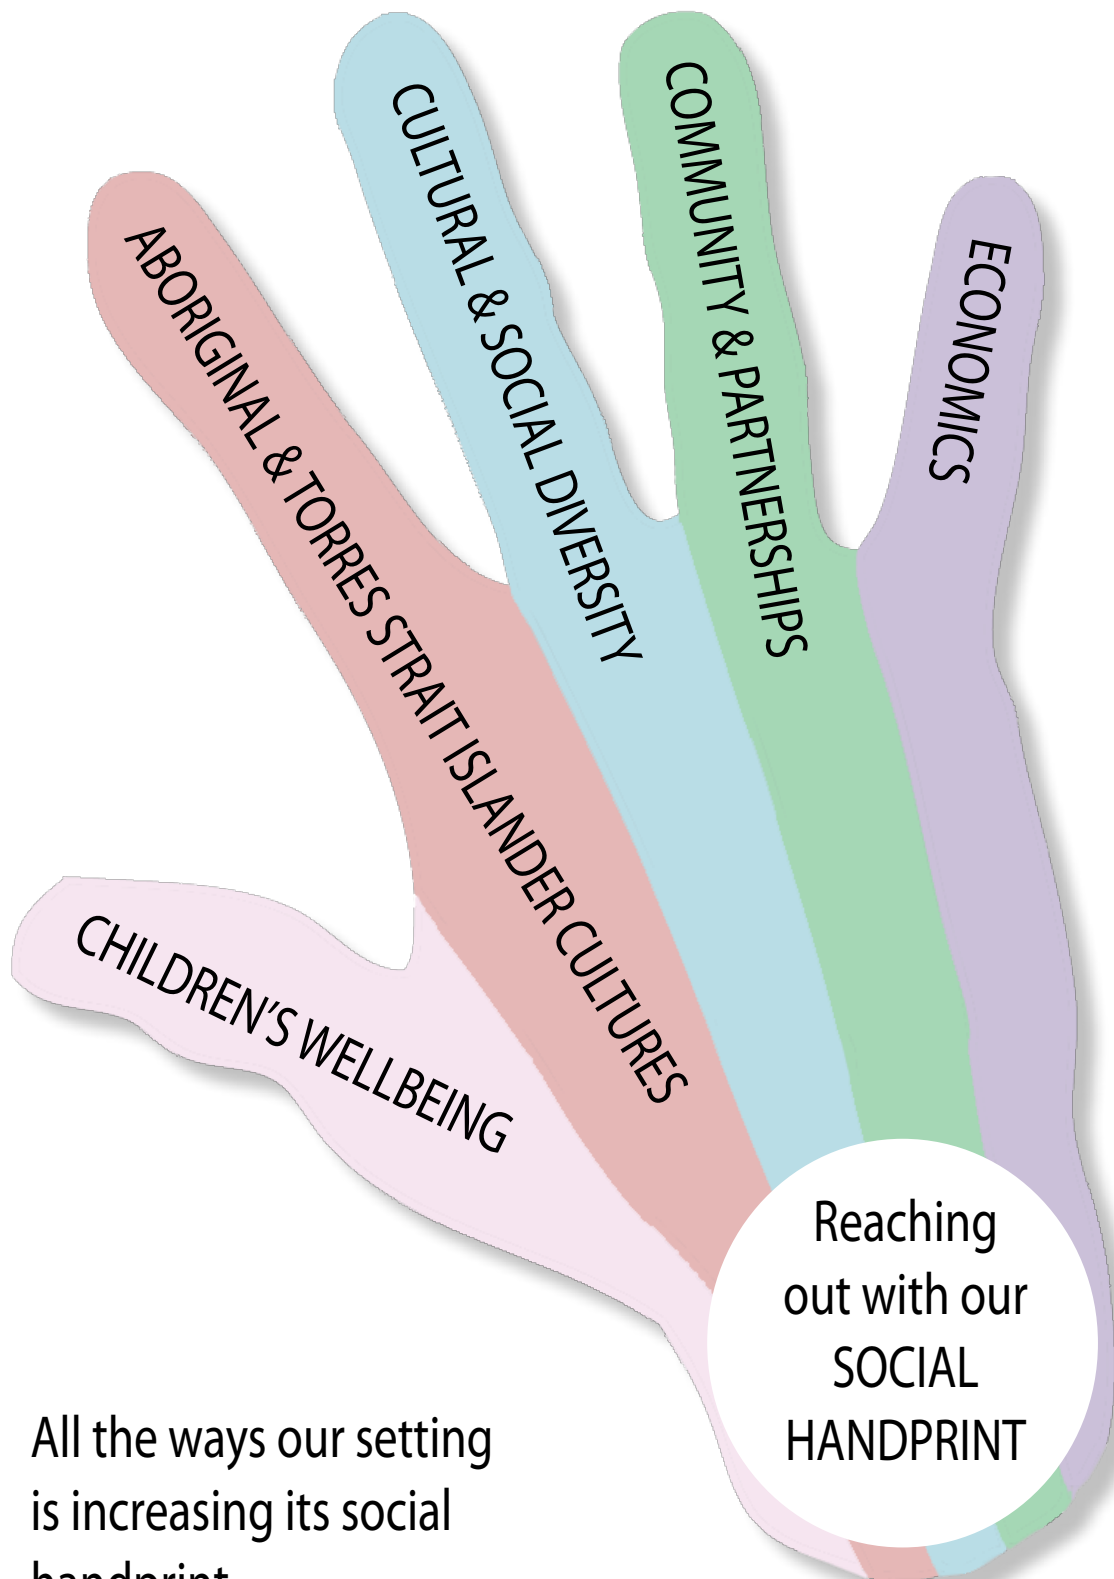 CULTURAL & SOCIAL DIVERSITY
COMMUNITY & PARTNERSHIPS
ABORIGINAL & TORRES STRAIT ISLANDER CULTURES
ECONOMICS
CHILDREN'S WELLBEING
Reaching
out with our
SOCIAL
HANDPRINT
All the ways our setting
is increasing its social
handprint